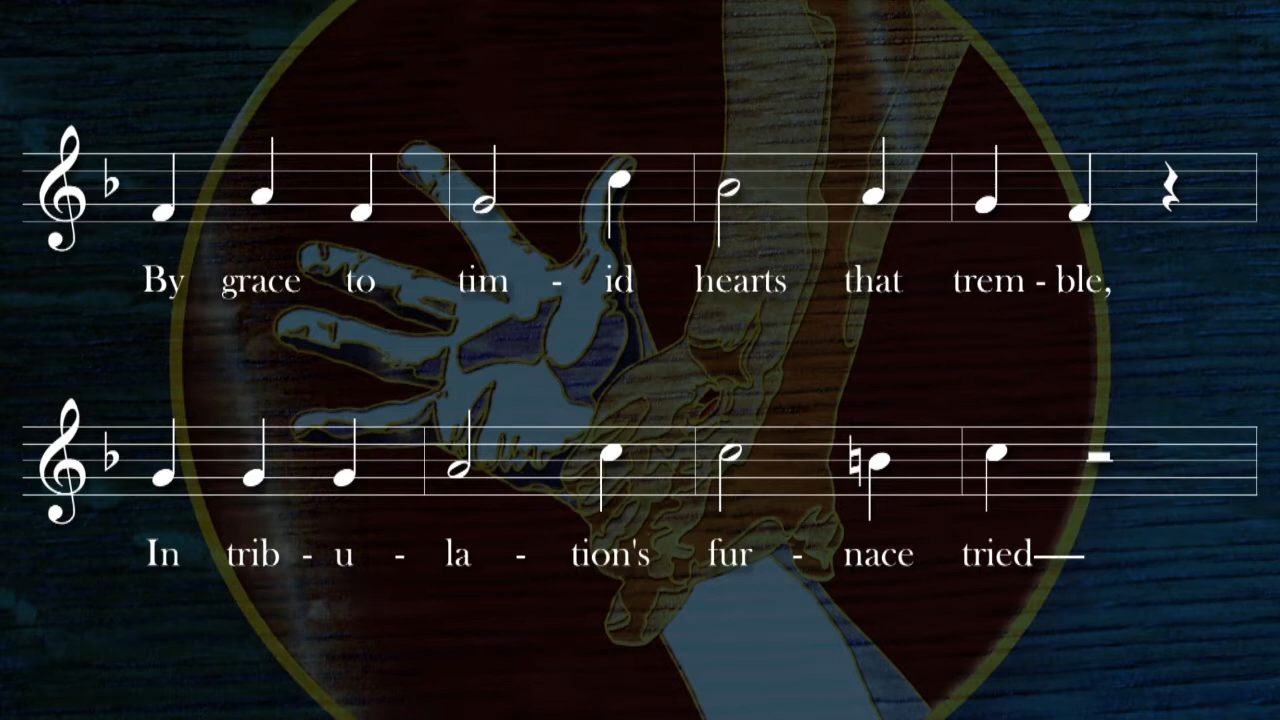 By grace to tim - id hearts that trem - ble,
In trib - u - la - tion's fur - nace tried—